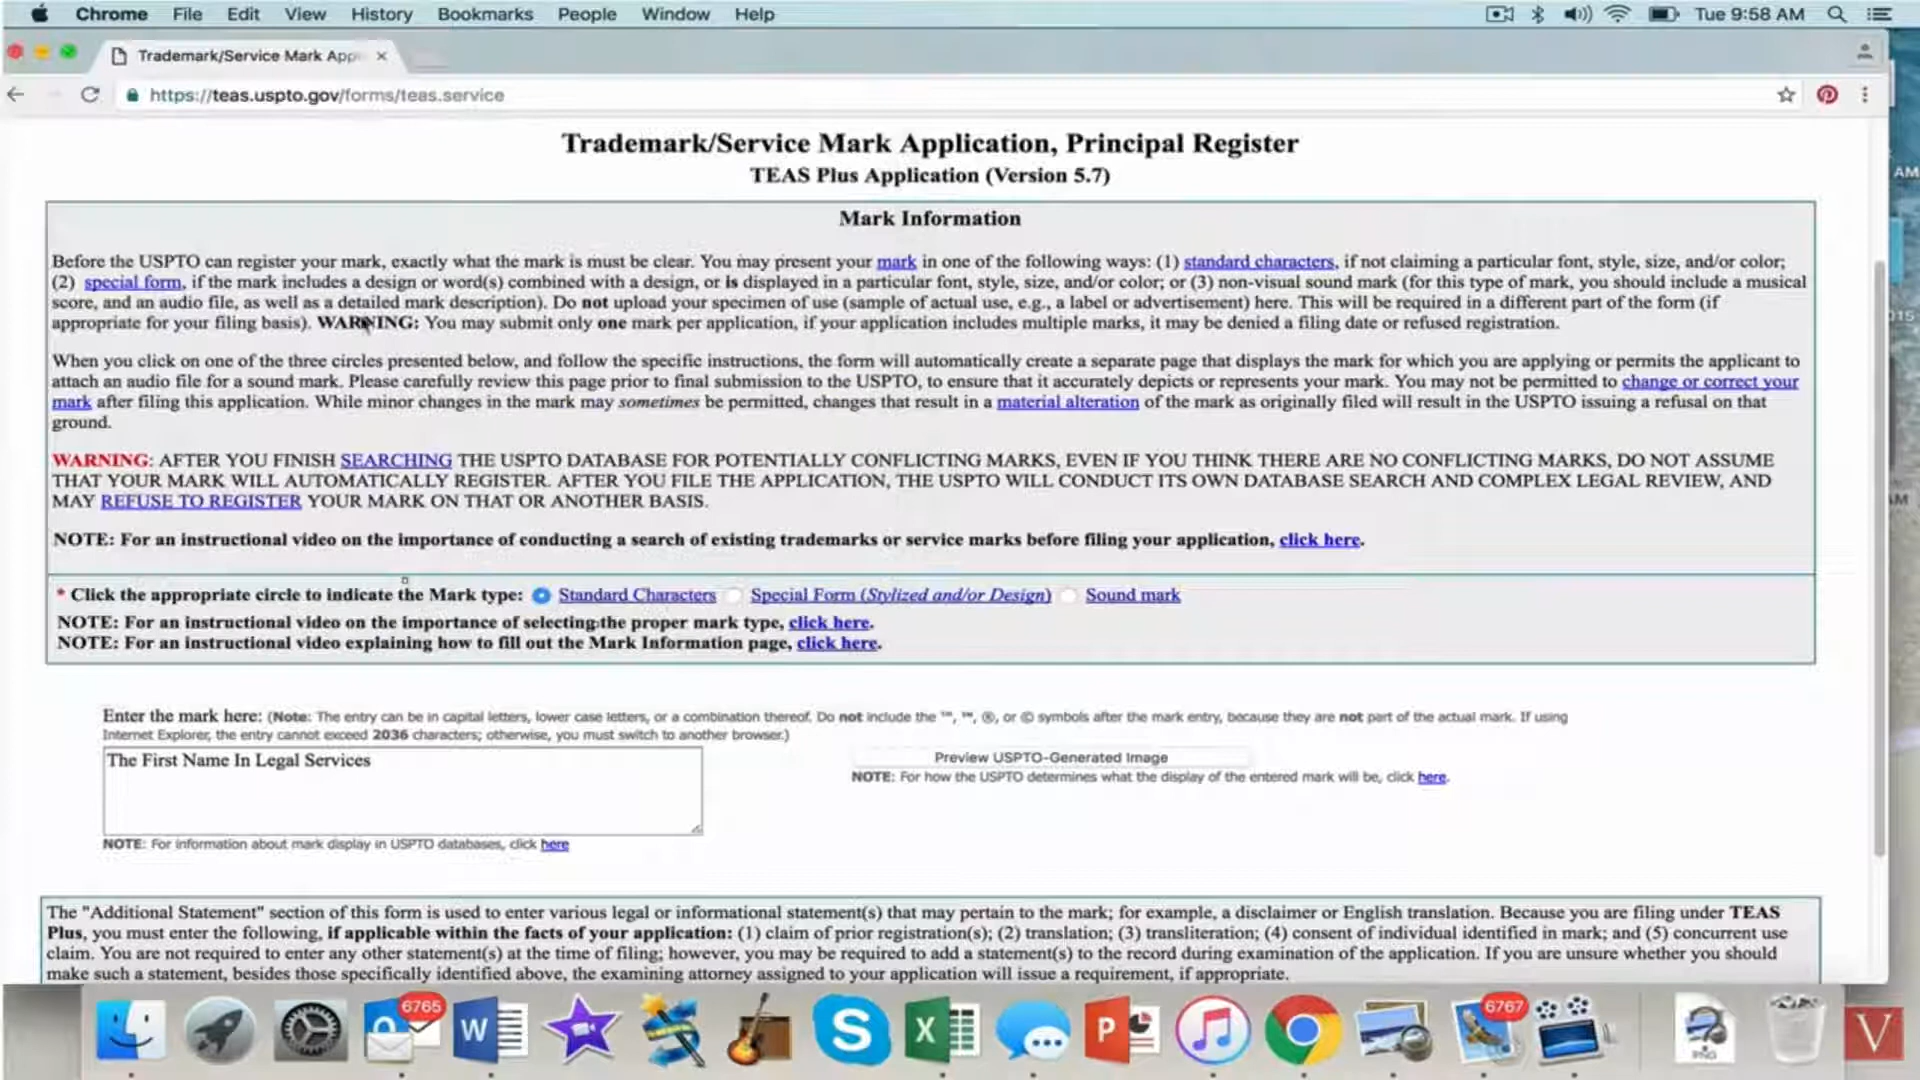 Chrome File Edit View History Bookmarks People Window Help Tue 9:58 AM
Trademark/Service Mark App
https://teas.uspto.gov/forms/teas.service
AM
Trademark/Service Mark Application, Principal Register
TEAS Plus Application (Version 5.7)
Mark Information
Before the USPTO can register your mark, exactly what the mark is must be clear. You may present your mark in one of the following ways: (1) standard characters, if not claiming a particular font, style, size, and/or color;
(2) special form, if the mark includes a design or word(s) combined with a design, or is displayed in a particular font, style, size, and/or color; or (3) non-visual sound mark (for this type of mark, you should include a musical
score, and an audio file, as well as a detailed mark description). Do not upload your specimen of use (sample of actual use, e.g., a label or advertisement) here. This will be required in a different part of the form (if
appropriate for your filing basis). WARNING: You may submit only one mark per application, if your application includes multiple marks, it may be denied a filing date or refused registration.
When you click on one of the three circles presented below, and follow the specific instructions, the form will automatically create a separate page that displays the mark for which you are applying or permits the applicant to
attach an audio file for a sound mark. Please carefully review this page prior to final submission to the USPTO, to ensure that it accurately depicts or represents your mark. You may not be permitted to change or correct your
mark after filing this application. While minor changes in the mark may sometimes be permitted, changes that result in a material alteration of the mark as originally filed will result in the USPTO issuing a refusal on that
ground.
WARNING: AFTER YOU FINISH SEARCHING THE USPTO DATABASE FOR POTENTIALLY CONFLICTING MARKS, EVEN IF YOU THINK THERE ARE NO CONFLICTING MARKS, DO NOT ASSUME
THAT YOUR MARK WILL AUTOMATICALLY REGISTER. AFTER YOU FILE THE APPLICATION, THE USPTO WILL CONDUCT ITS OWN DATABASE SEARCH AND COMPLEX LEGAL REVIEW, AND
MAY REFUSE TO REGISTER YOUR MARK ON THAT OR ANOTHER BASIS.
NOTE: For an instructional video on the importance of conducting a search of existing trademarks or service marks before filing your application, click here.
* Click the appropriate circle to indicate the Mark type: Standard Characters Special Form (Stylized and/or Design) Sound mark
NOTE: For an instructional video on the importance of selecting the proper mark type, click here.
NOTE: For an instructional video explaining how to fill out the Mark Information page, click here.
Enter the mark here: (Note: The entry can be in capital letters, lower case letters, or a combination thereof. Do not include the ™, ℠, ®, or © symbols after the mark entry, because they are not part of the actual mark. If using
Internet Explorer, the entry cannot exceed 2036 characters; otherwise, you must switch to another browser.)
The First Name In Legal Services
Preview USPTO-Generated Image
NOTE: For how the USPTO determines what the display of the entered mark will be, click here.
NOTE: For information about mark display in USPTO databases, click here
The "Additional Statement" section of this form is used to enter various legal or informational statement(s) that may pertain to the mark; for example, a disclaimer or English translation. Because you are filing under TEAS
Plus, you must enter the following, if applicable within the facts of your application: (1) claim of prior registration(s); (2) translation; (3) transliteration; (4) consent of individual identified in mark; and (5) concurrent use
claim. You are not required to enter any other statement(s) at the time of filing; however, you may be required to add a statement(s) to the record during examination of the application. If you are unsure whether you should
make such a statement, besides those specifically identified above, the examining attorney assigned to your application will issue a requirement, if appropriate.
6765 6767
W S X P PNG V